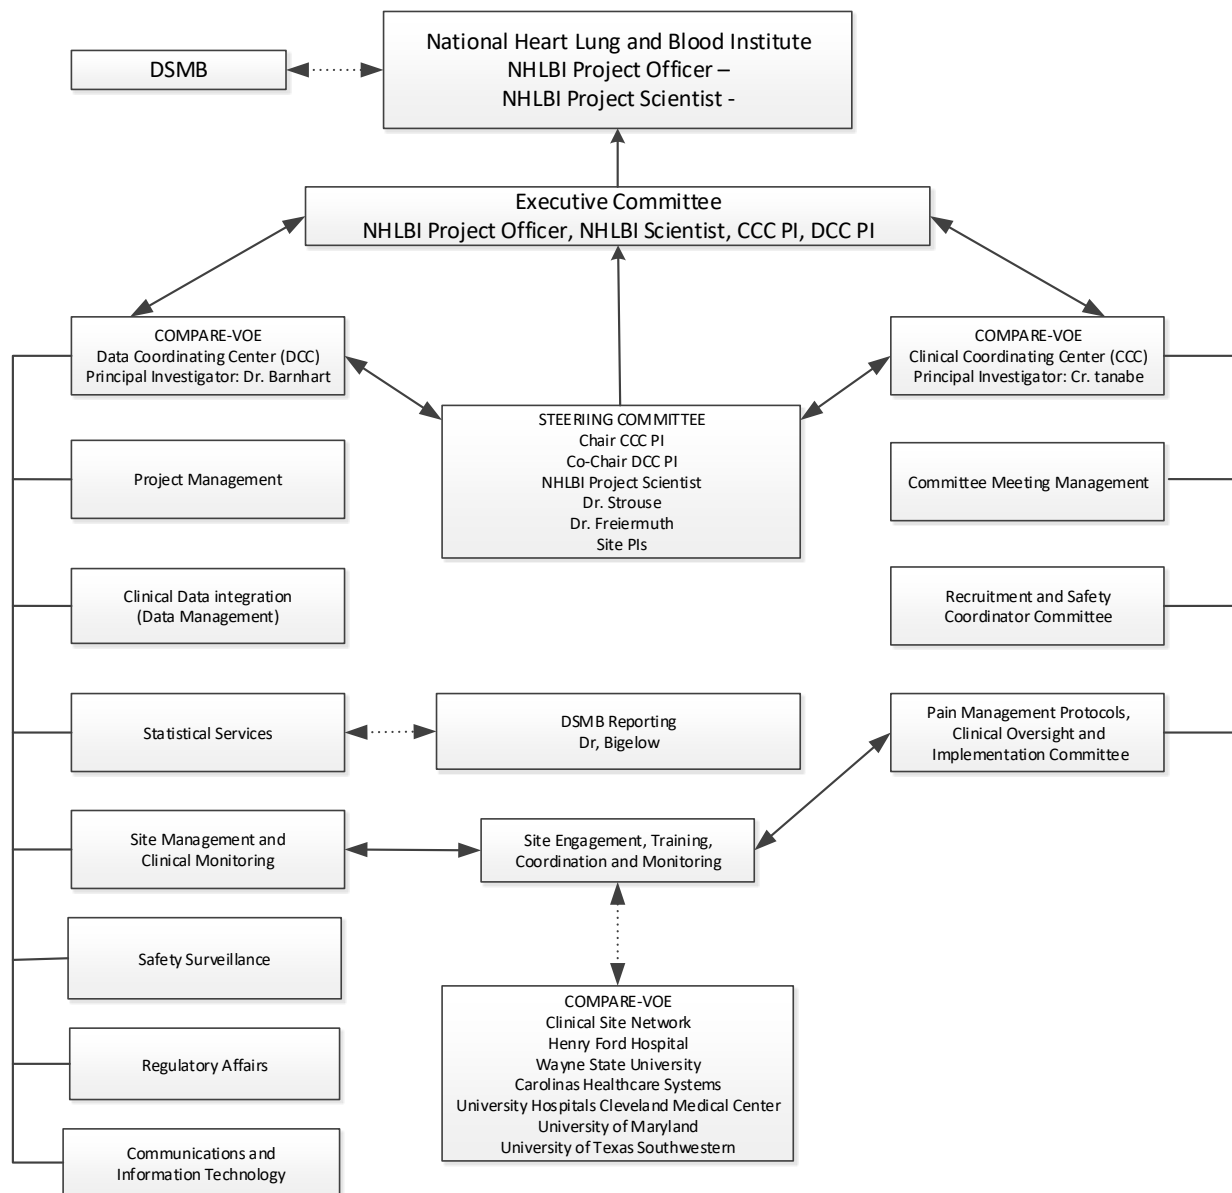 DSMB
National Heart Lung and Blood Institute
NHLBI Project Officer –
NHLBI Project Scientist -
Executive Committee
NHLBI Project Officer, NHLBI Scientist, CCC PI, DCC PI
COMPARE-VOE
Data Coordinating Center (DCC)
Principal Investigator: Dr. Barnhart
COMPARE-VOE
Clinical Coordinating Center (CCC)
Principal Investigator: Cr. tanabe
STEERIING COMMITTEE
Chair CCC PI
Co-Chair DCC PI
NHLBI Project Scientist
Dr. Strouse
Dr. Freiermuth
Site PIs
Project Management
Committee Meeting Management
Clinical Data integration
(Data Management)
Recruitment and Safety
Coordinator Committee
Statistical Services
DSMB Reporting
Dr, Bigelow
Pain Management Protocols,
Clinical Oversight and
Implementation Committee
Site Management and
Clinical Monitoring
Site Engagement, Training,
Coordination and Monitoring
Safety Surveillance
COMPARE-VOE
Clinical Site Network
Henry Ford Hospital
Wayne State University
Carolinas Healthcare Systems
University Hospitals Cleveland Medical Center
University of Maryland
University of Texas Southwestern
Regulatory Affairs
Communications and
Information Technology